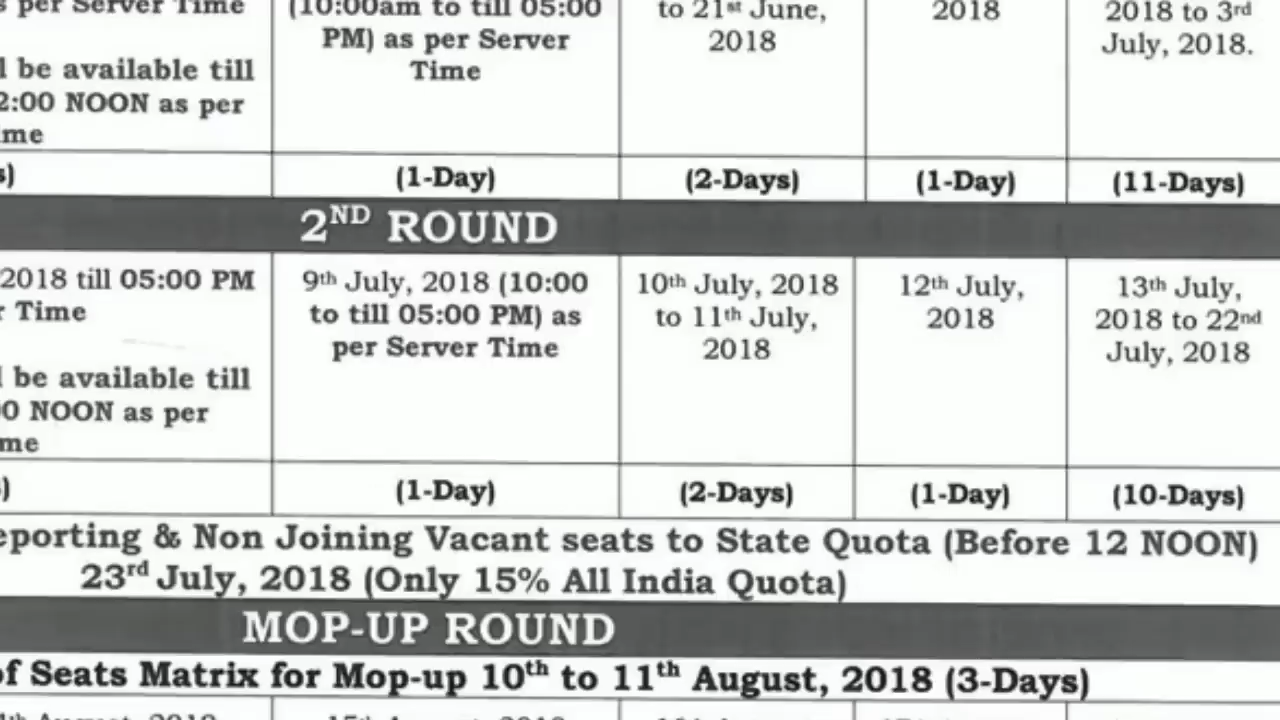 s per Server Time
(10:00am to till 05:00
PM) as per Server
Time
to 21st June,
2018
2018
2018 to 3rd
July, 2018.
l be available till
2:00 NOON as per
me
s)
(1-Day)
(2-Days)
(1-Day)
(11-Days)
2ND ROUND
2018 till 05:00 PM
r Time
l be available till
0 NOON as per
me
9th July, 2018 (10:00
to till 05:00 PM) as
per Server Time
10th July, 2018
to 11th July,
2018
12th July,
2018
13th July,
2018 to 22nd
July, 2018
)
(1-Day)
(2-Days)
(1-Day)
(10-Days)
eporting & Non Joining Vacant seats to State Quota (Before 12 NOON)
23rd July, 2018 (Only 15% All India Quota)
MOP-UP ROUND
of Seats Matrix for Mop-up 10th to 11th August, 2018 (3-Days)